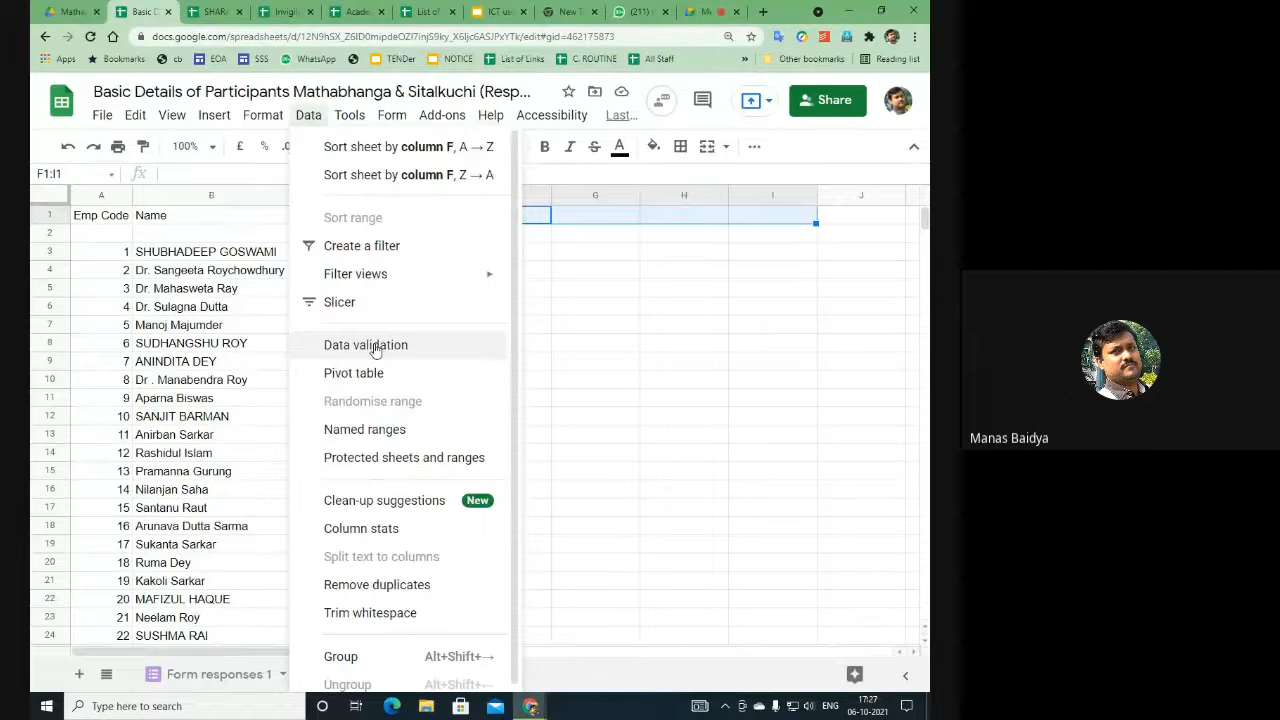 Mathab
Basic D
SHAR
Invigil
Acade
List of
ICT us
New T
(211) V
M
docs.google.com/spreadsheets/d/12N9hSX_Z6ID0mipdeOZI7injS9ky_X6Ijc6ASJPxYTk/edit#gid=462175873
Apps Bookmarks cb EOA SSS WhatsApp TENDer NOTICE List of Links C. ROUTINE All Staff » Other bookmarks Reading list
Basic Details of Participants Mathabhanga & Sitalkuchi (Resp...
Share
File Edit View Insert Format Data Tools Form Add-ons Help Accessibility Last...
100% £ % .0 B I S A
F1:I1 fx
A B G H I J
1 Emp Code Name
2
3 1 SHUBHADEEP GOSWAMI
4 2 Dr. Sangeeta Roychowdhury
5 3 Dr. Mahasweta Ray
6 4 Dr. Sulagna Dutta
7 5 Manoj Majumder
8 6 SUDHANGSHU ROY
9 7 ANINDITA DEY
10 8 Dr . Manabendra Roy
11 9 Aparna Biswas
12 10 SANJIT BARMAN
13 11 Anirban Sarkar
14 12 Rashidul Islam
15 13 Pramanna Gurung
16 14 Nilanjan Saha
17 15 Santanu Raut
18 16 Arunava Dutta Sarma
19 17 Sukanta Sarkar
20 18 Ruma Dey
21 19 Kakoli Sarkar
22 20 MAFIZUL HAQUE
23 21 Neelam Roy
24 22 SUSHMA RAI
Sort sheet by column F, A → Z
Sort sheet by column F, Z → A
Sort range
Create a filter
Filter views
Slicer
Data validation
Pivot table
Randomise range
Named ranges
Protected sheets and ranges
Clean-up suggestions New
Column stats
Split text to columns
Remove duplicates
Trim whitespace
Group Alt+Shift+→
Ungroup Alt+Shift+←
Form responses 1
Manas Baidya
Type here to search
ENG
17:27
06-10-2021